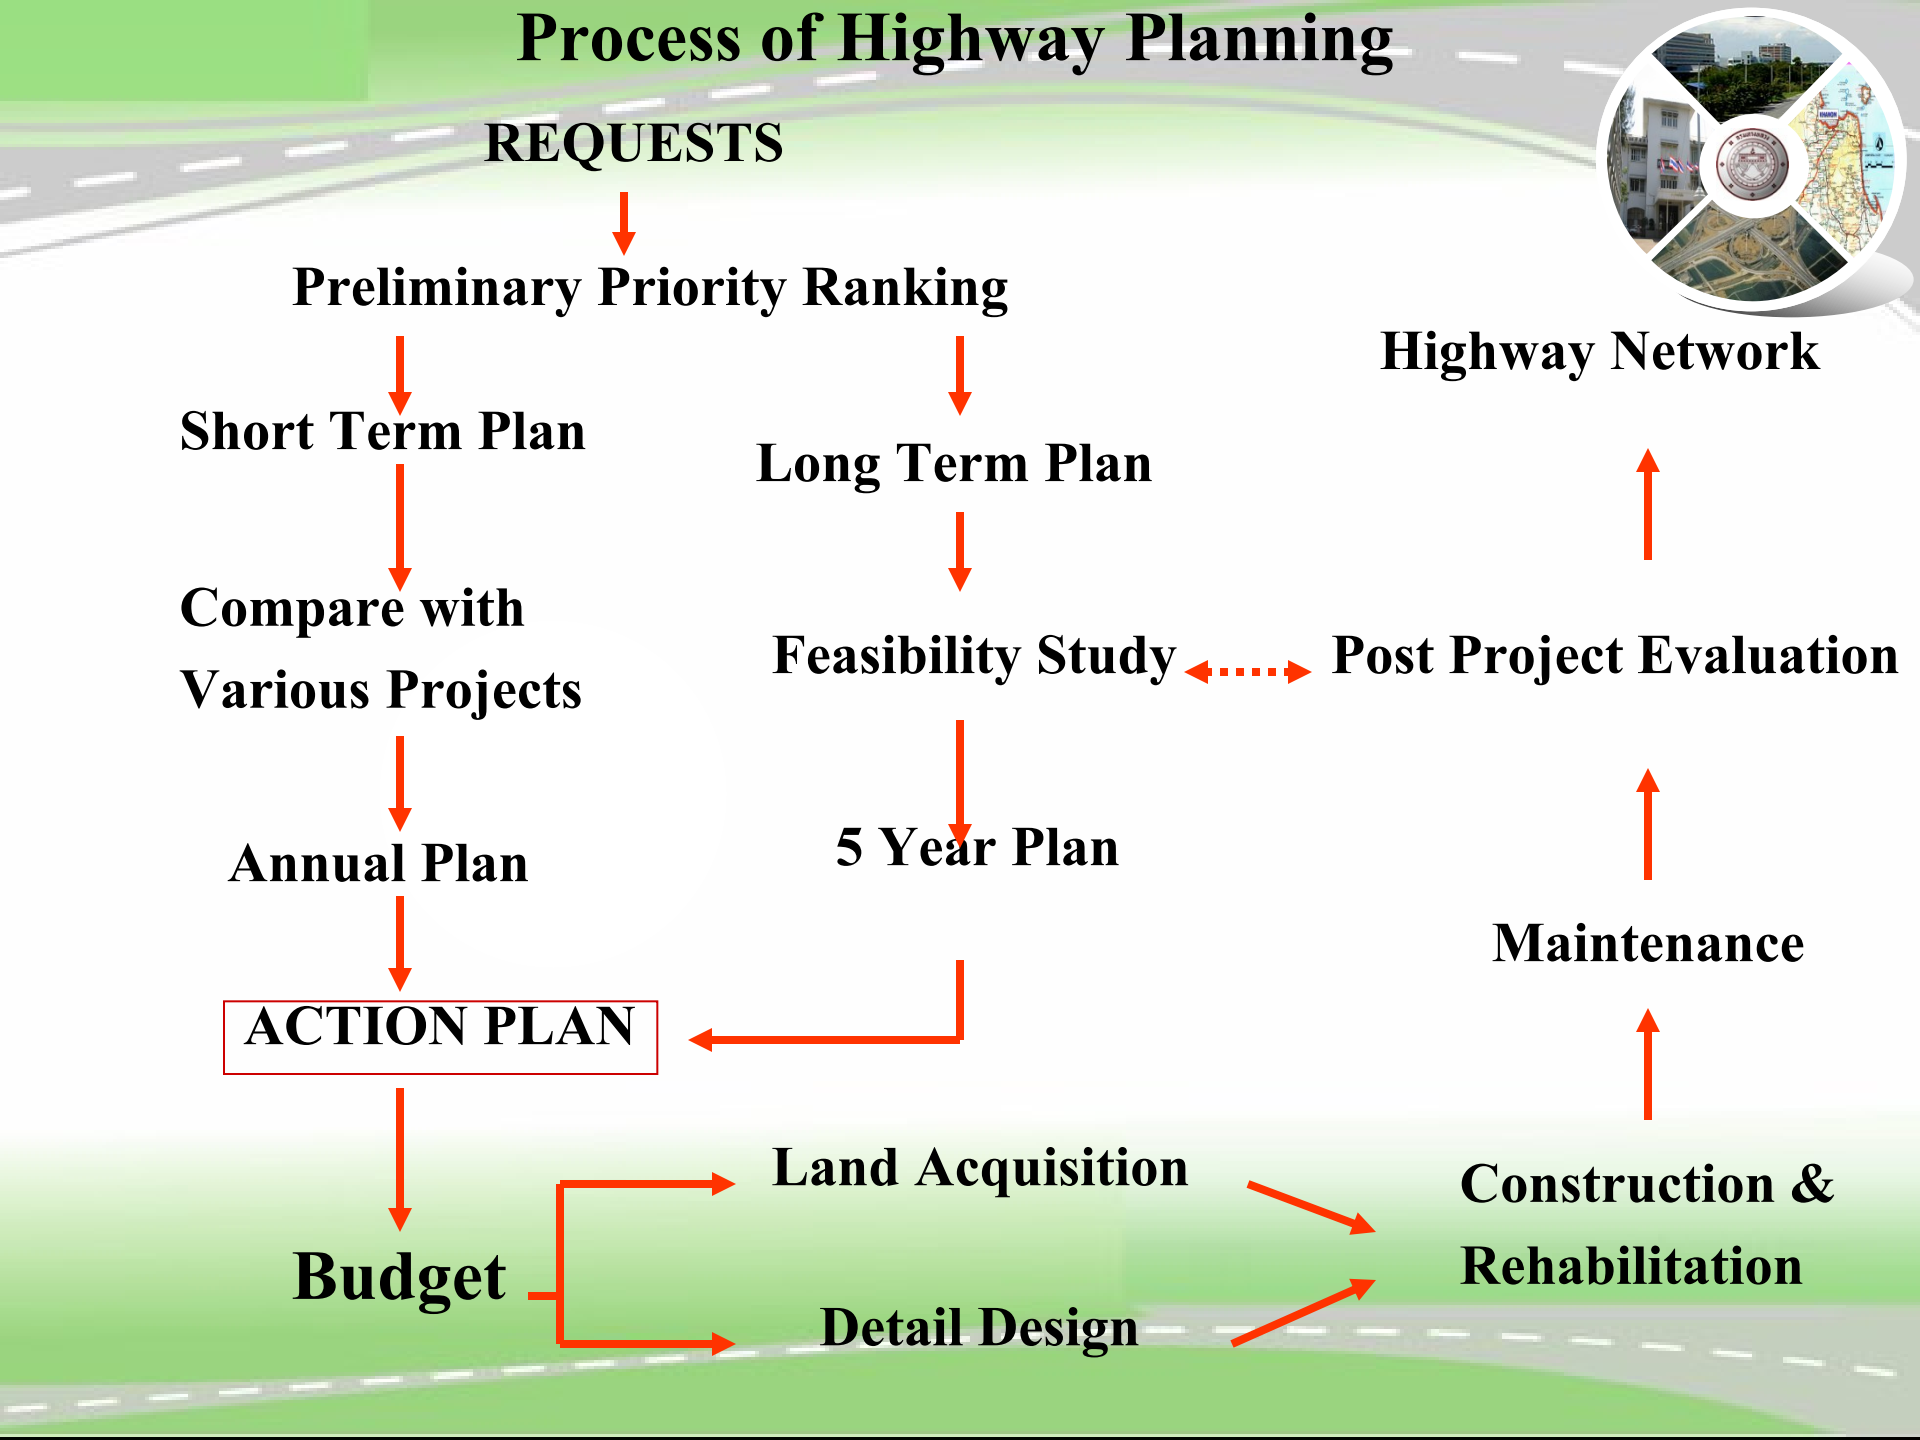 Process of Highway Planning
REQUESTS
Preliminary Priority Ranking
Highway Network
Short Term Plan
Long Term Plan
Compare with
Various Projects
Feasibility Study
Post Project Evaluation
Annual Plan
5 Year Plan
Maintenance
ACTION PLAN
Land Acquisition
Construction &
Rehabilitation
Budget
Detail Design